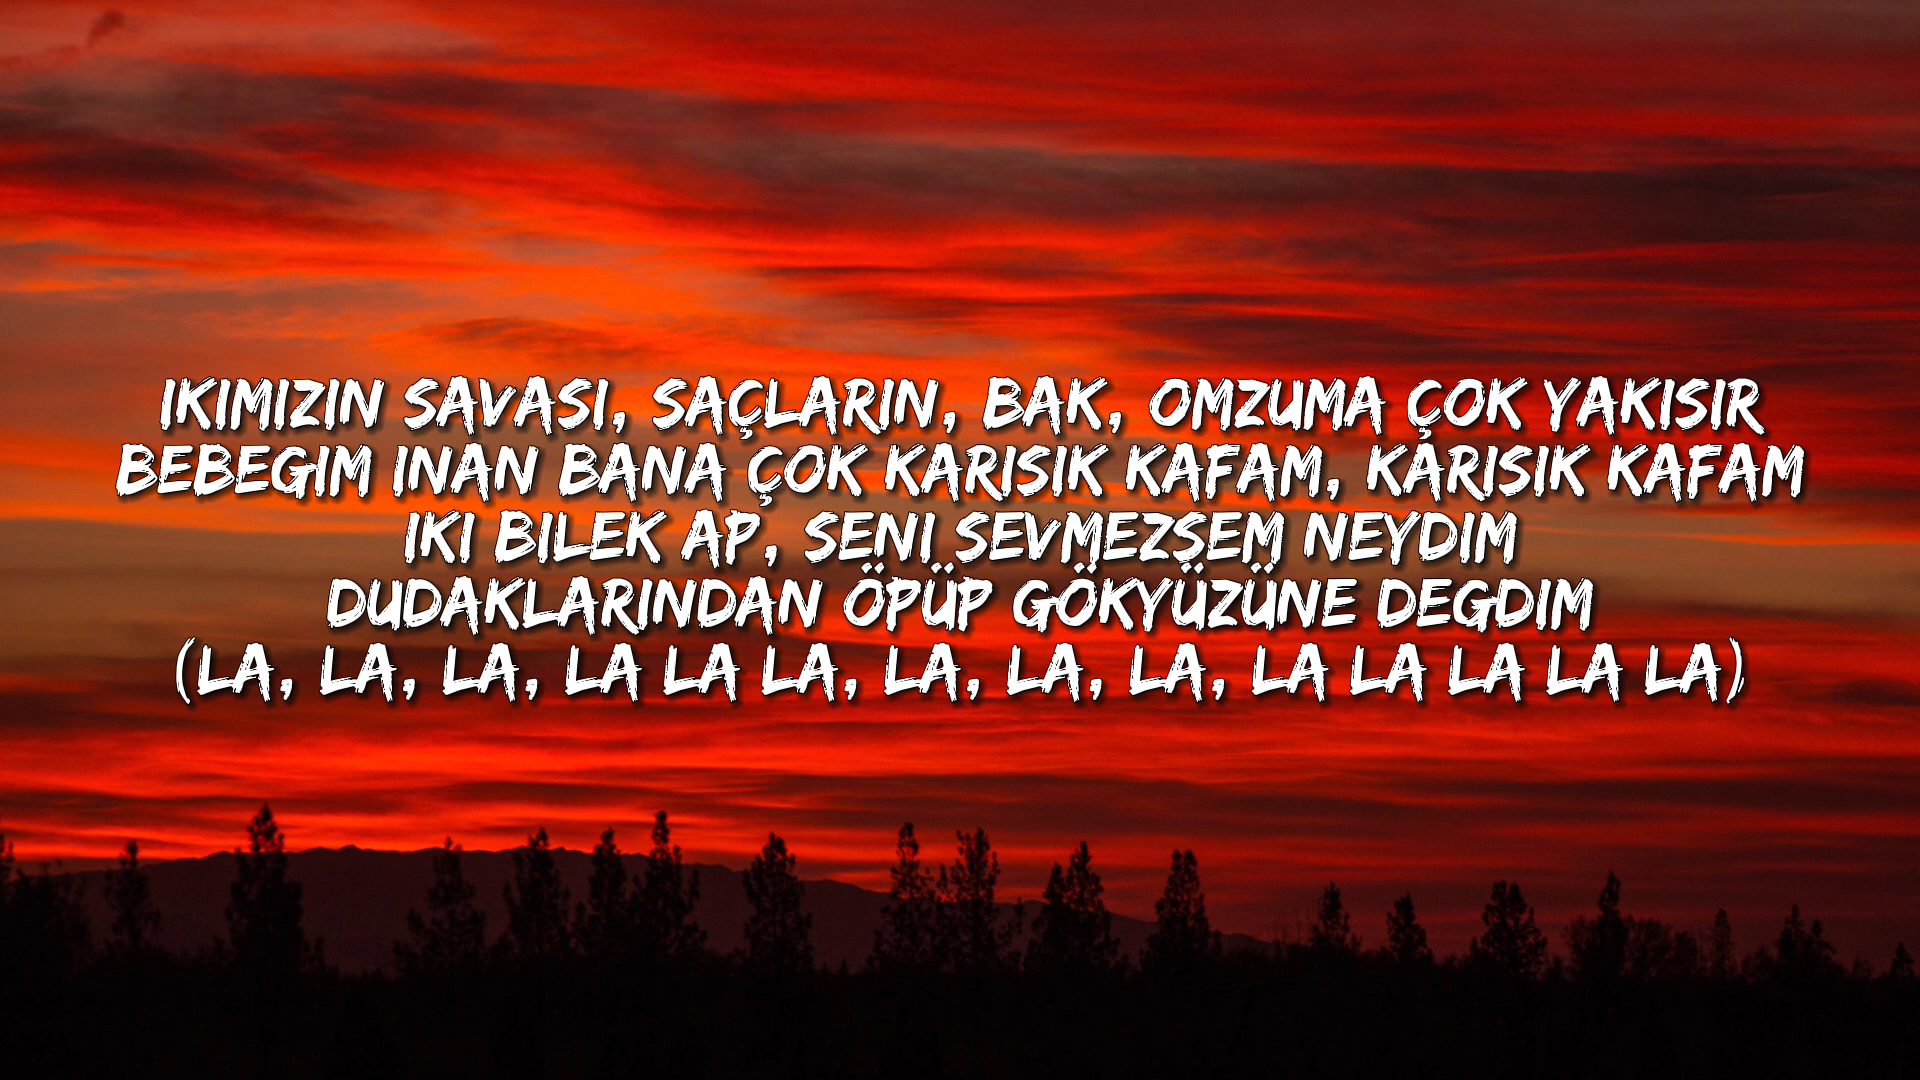 IKIMIZIN SAVASI, SAÇLARIN, BAK, OMZUMA ÇOK YAKISIR
BEBEGIM INAN BANA ÇOK KARISIK KAFAM, KARISIK KAFAM
IKI BILEK AP, SENI SEVMEZSEM NEYDIM
DUDAKLARINDAN ÖPÜP GÖKYÜZÜNE DEGDIM
(LA, LA, LA, LA LA LA, LA, LA, LA, LA LA LA LA LA)